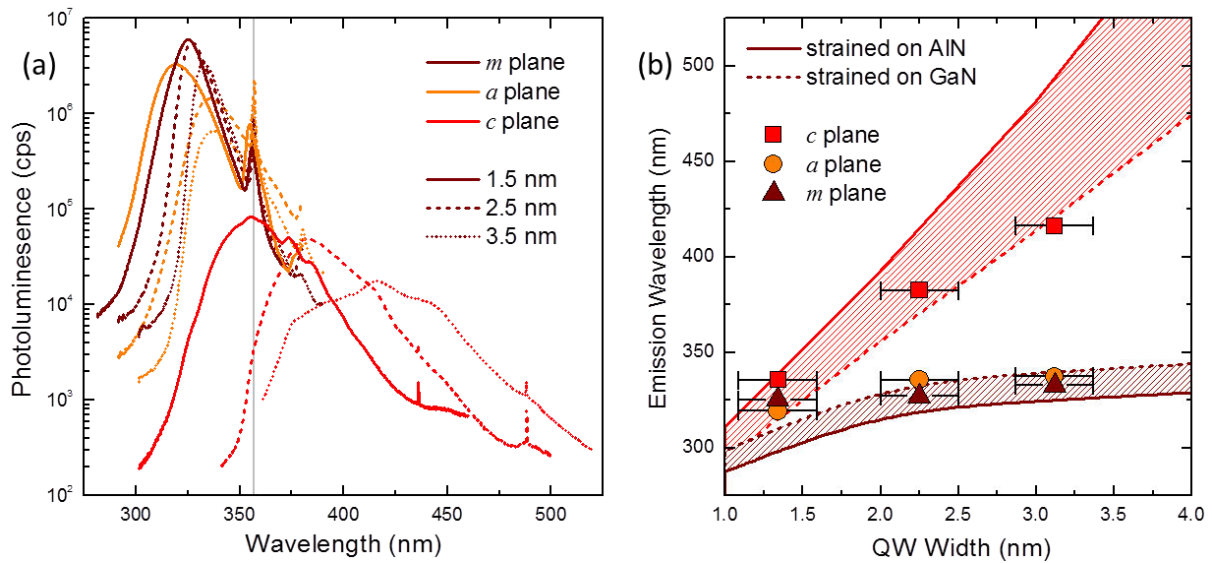 (a)
m plane
a plane
c plane
1.5 nm
2.5 nm
3.5 nm
Photoluminesence (cps)
10^7
10^6
10^5
10^4
10^3
10^2
300 350 400 450 500
Wavelength (nm)
(b)
strained on AlN
strained on GaN
c plane
a plane
m plane
Emission Wavelength (nm)
500
450
400
350
300
1.0 1.5 2.0 2.5 3.0 3.5 4.0
QW Width (nm)